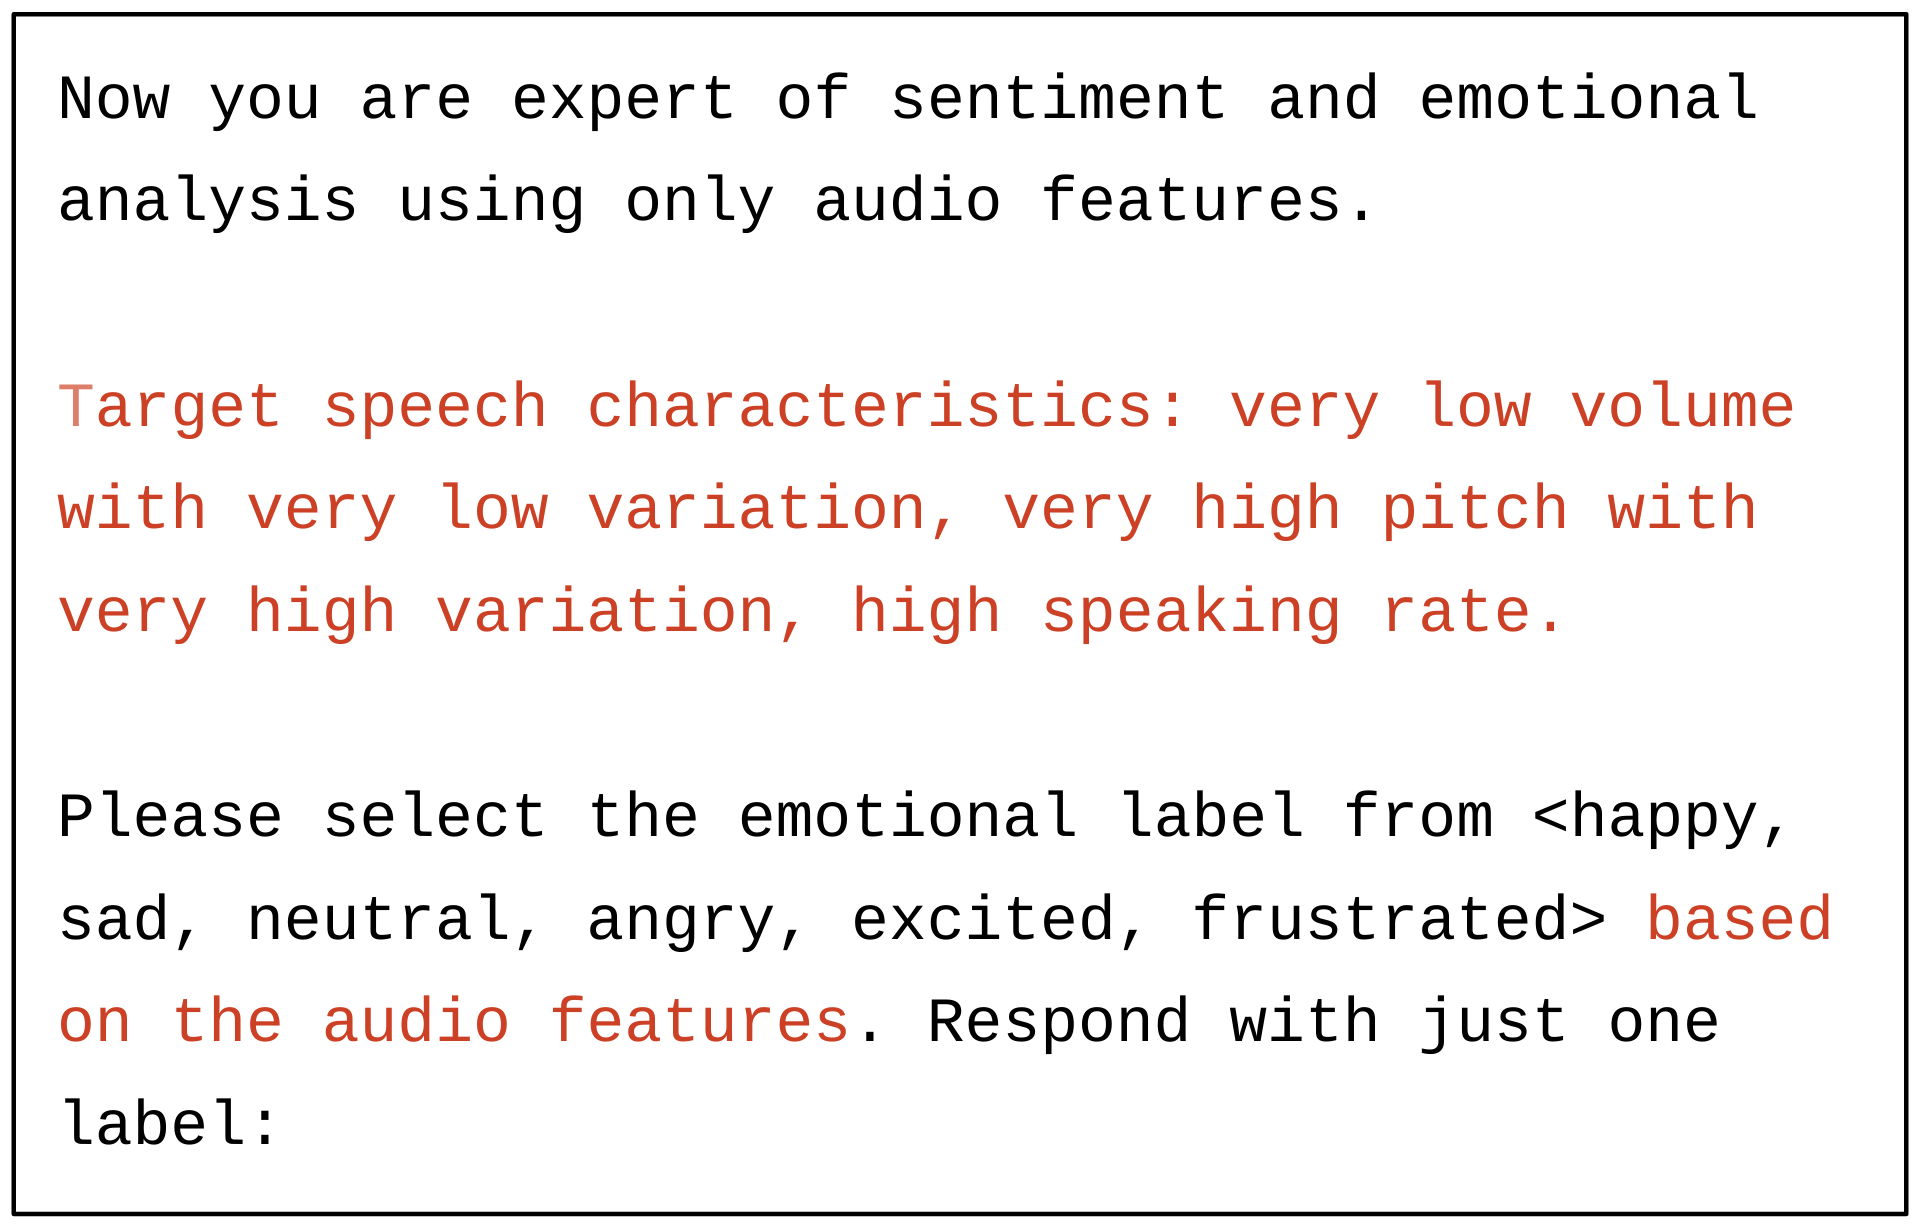 Now you are expert of sentiment and emotional
analysis using only audio features.
Target speech characteristics: very low volume
with very low variation, very high pitch with
very high variation, high speaking rate.
Please select the emotional label from <happy,
sad, neutral, angry, excited, frustrated> based
on the audio features. Respond with just one
label: